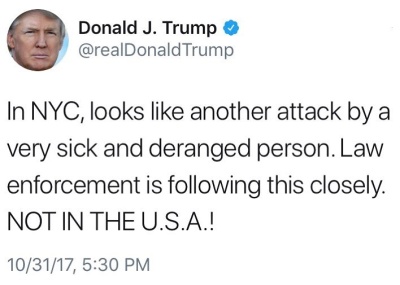 Donald J. Trump
@realDonaldTrump
In NYC, looks like another attack by a
very sick and deranged person. Law
enforcement is following this closely.
NOT IN THE U.S.A.!
10/31/17, 5:30 PM